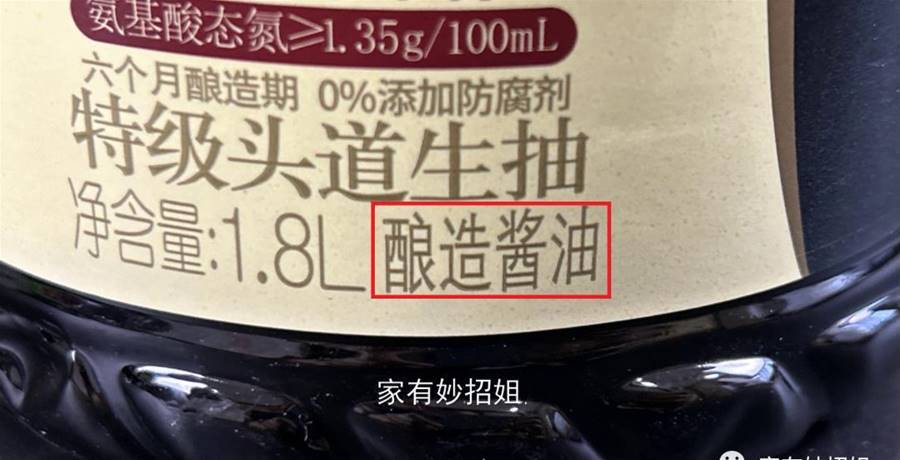 氨基酸态氮≥1.35g/100mL
六个月酿造期 0%添加防腐剂
特级头道生抽
净含量:1.8L 酿造酱油
家有妙招姐